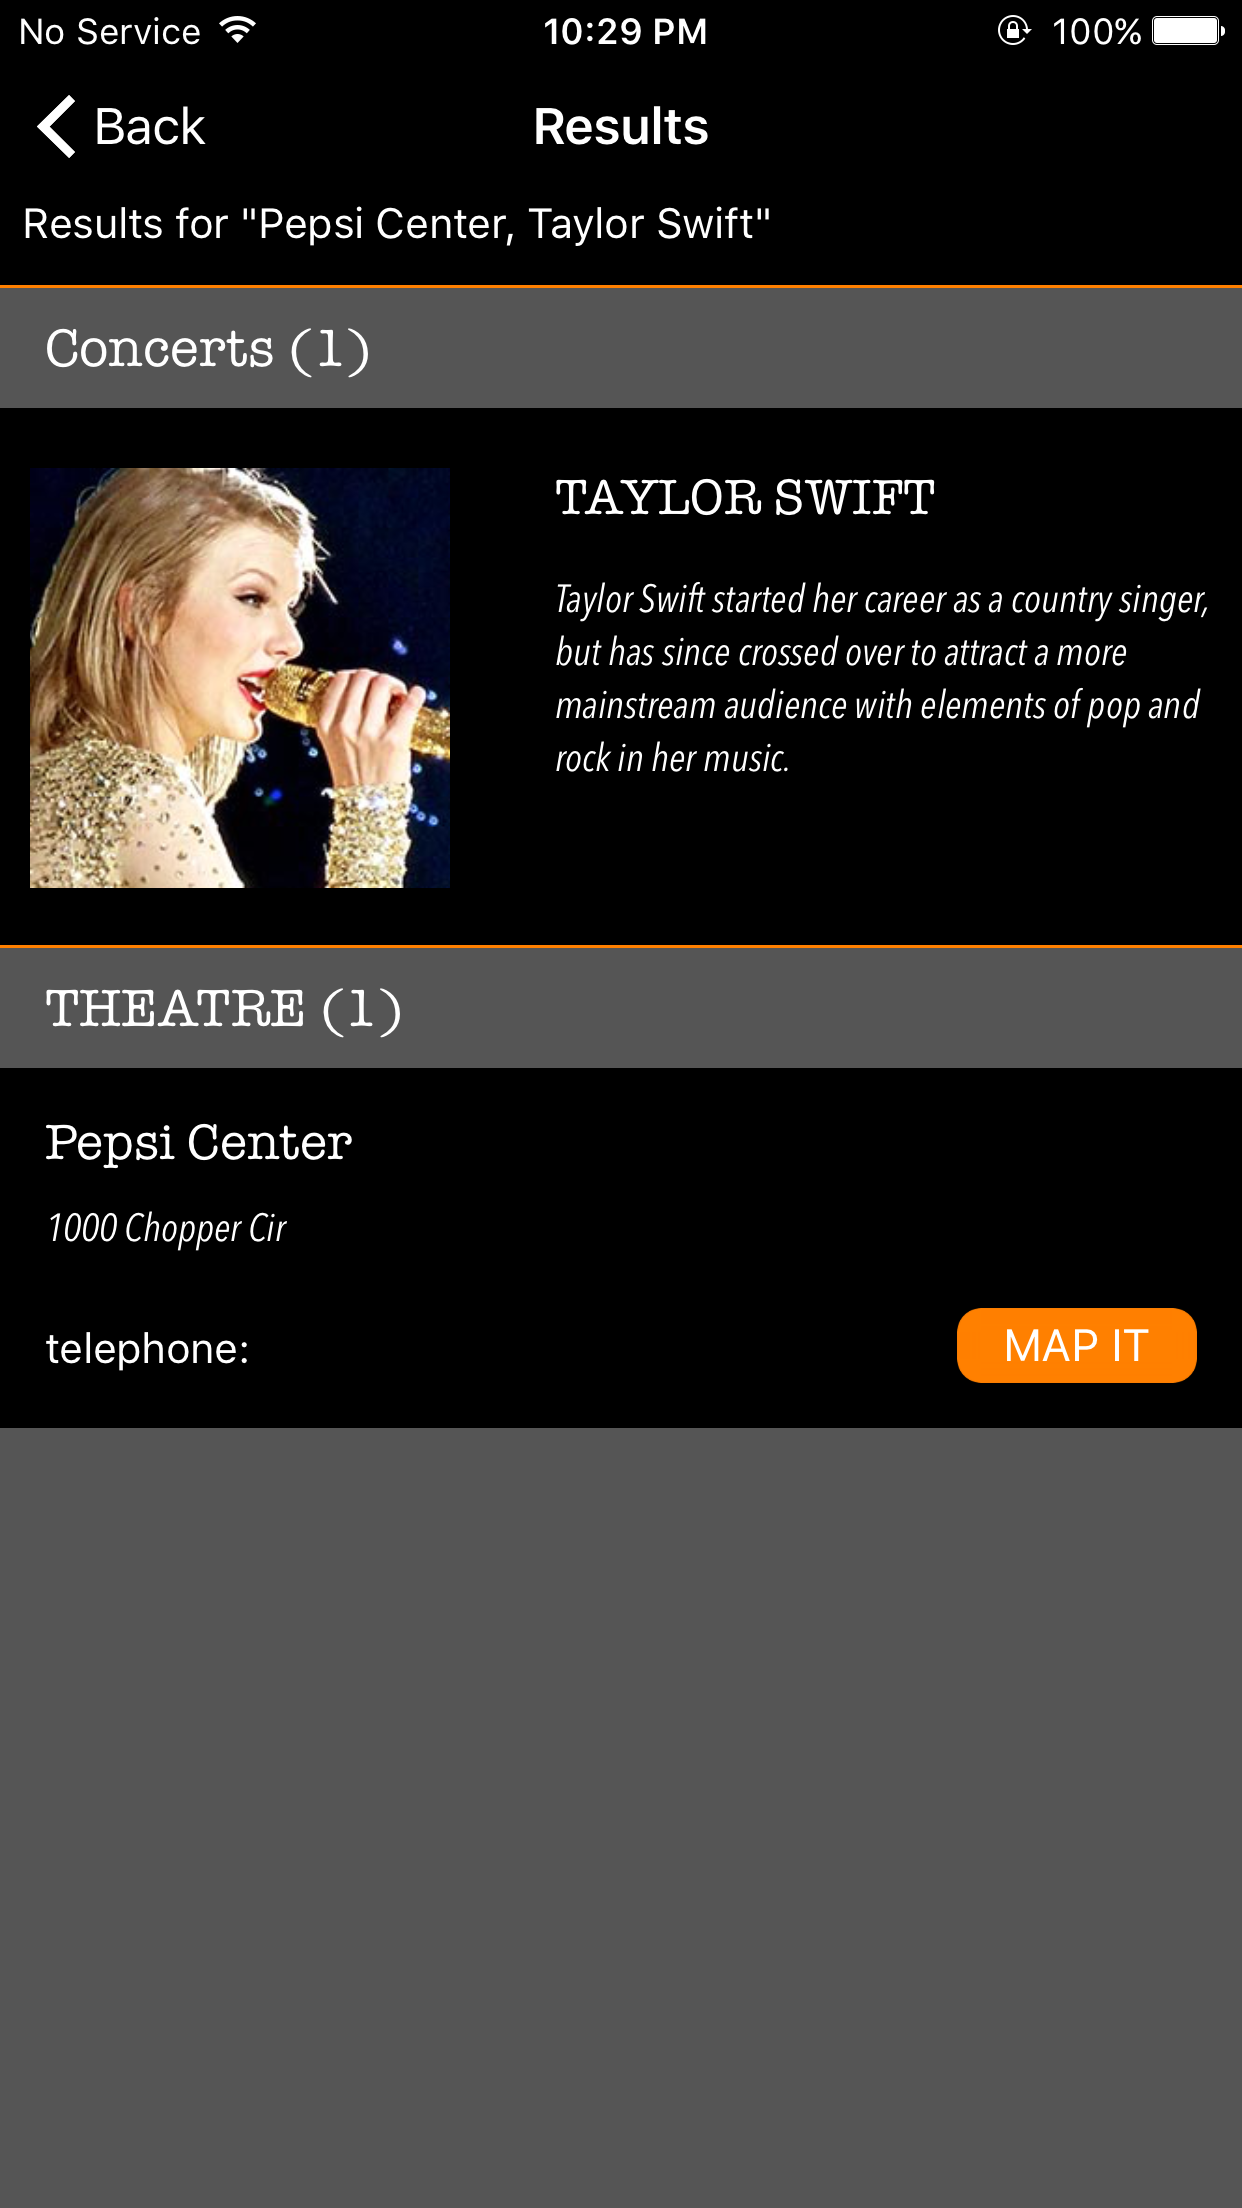 No Service 10:29 PM 100%
Back Results
Results for "Pepsi Center, Taylor Swift"
Concerts (1)
TAYLOR SWIFT
Taylor Swift started her career as a country singer,
but has since crossed over to attract a more
mainstream audience with elements of pop and
rock in her music.
THEATRE (1)
Pepsi Center
1000 Chopper Cir
telephone: MAP IT